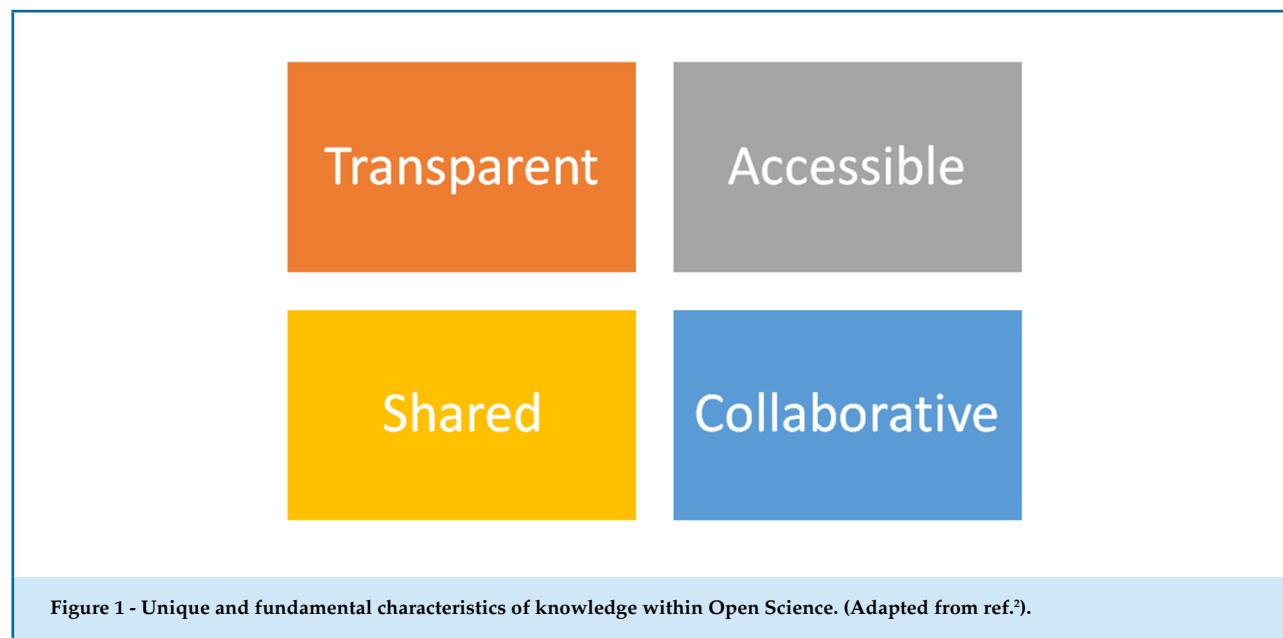 Transparent
Accessible
Shared
Collaborative
Figure 1 - Unique and fundamental characteristics of knowledge within Open Science. (Adapted from ref.²).